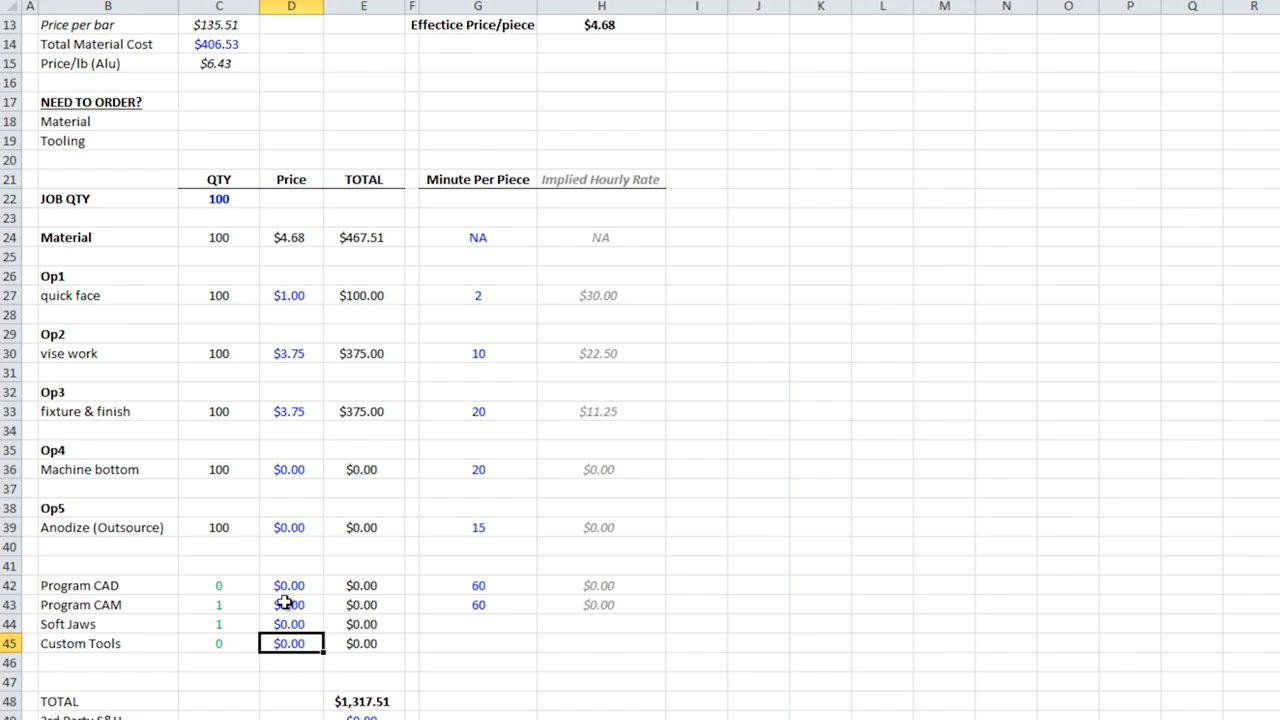 A B C D E F G H I J K L M N O P Q R
13 Price per bar $135.51 Effectice Price/piece $4.68
14 Total Material Cost $406.53
15 Price/lb (Alu) $6.43
16
17 NEED TO ORDER?
18 Material
19 Tooling
20
21 QTY Price TOTAL Minute Per Piece Implied Hourly Rate
22 JOB QTY 100
23
24 Material 100 $4.68 $467.51 NA NA
25
26 Op1
27 quick face 100 $1.00 $100.00 2 $30.00
28
29 Op2
30 vise work 100 $3.75 $375.00 10 $22.50
31
32 Op3
33 fixture & finish 100 $3.75 $375.00 20 $11.25
34
35 Op4
36 Machine bottom 100 $0.00 $0.00 20 $0.00
37
38 Op5
39 Anodize (Outsource) 100 $0.00 $0.00 15 $0.00
40
41
42 Program CAD 0 $0.00 $0.00 60 $0.00
43 Program CAM 1 $0.00 $0.00 60 $0.00
44 Soft Jaws 1 $0.00 $0.00
45 Custom Tools 0 $0.00 $0.00
46
47
48 TOTAL $1,317.51
49 3rd Party S&H $0.00